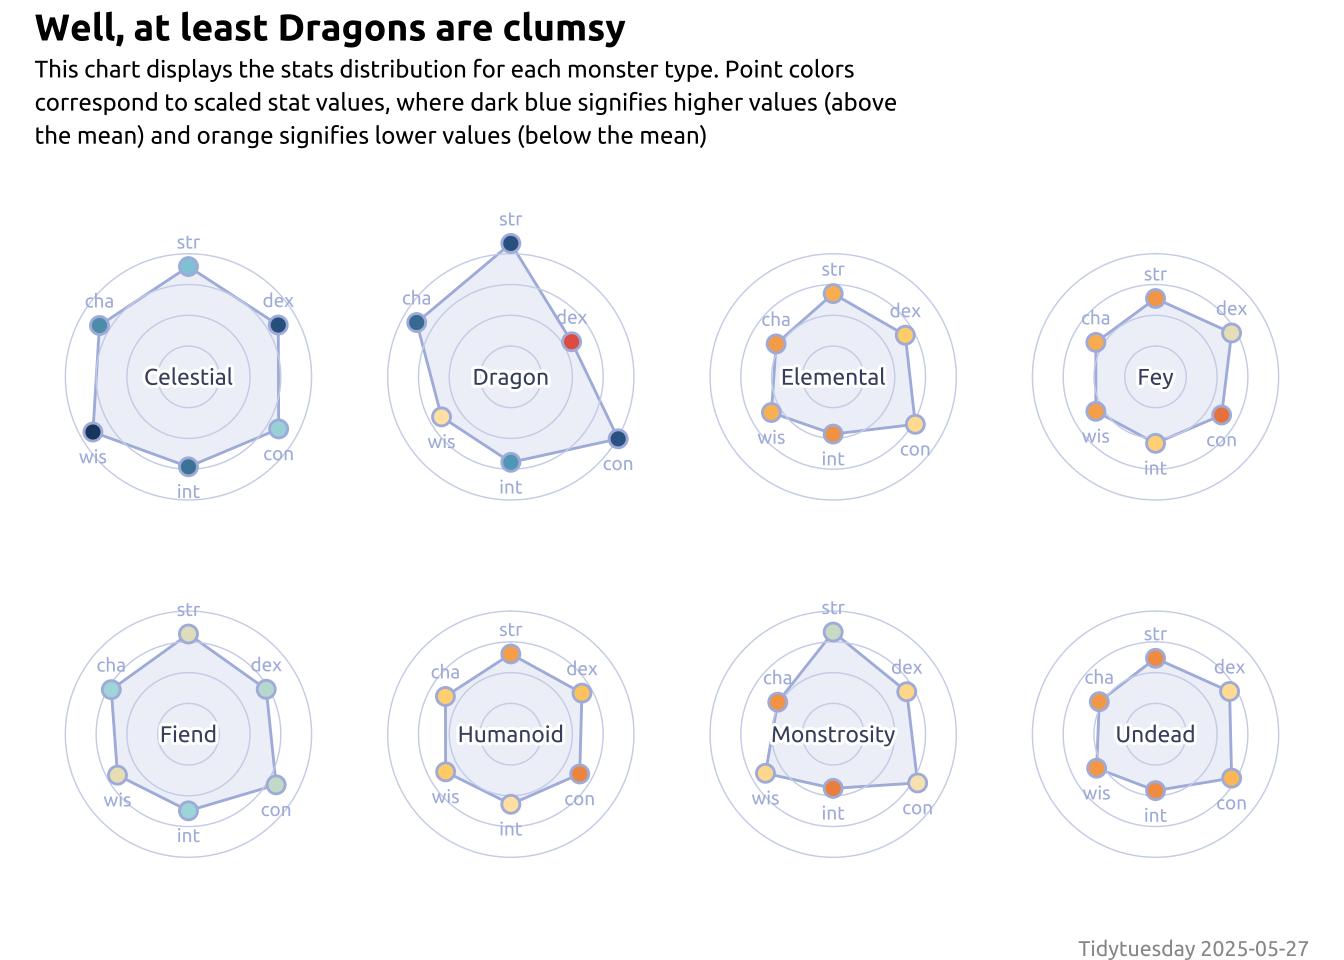 Well, at least Dragons are clumsy
This chart displays the stats distribution for each monster type. Point colors
correspond to scaled stat values, where dark blue signifies higher values (above
the mean) and orange signifies lower values (below the mean)
str
cha
dex
Celestial
wis
con
int
str
cha
dex
Dragon
wis
con
int
str
cha
dex
Elemental
wis
con
int
str
cha
dex
Fey
wis
con
int
str
cha
dex
Fiend
wis
con
int
str
cha
dex
Humanoid
wis
con
int
str
cha
dex
Monstrosity
wis
con
int
str
cha
dex
Undead
wis
con
int
Tidytuesday 2025-05-27